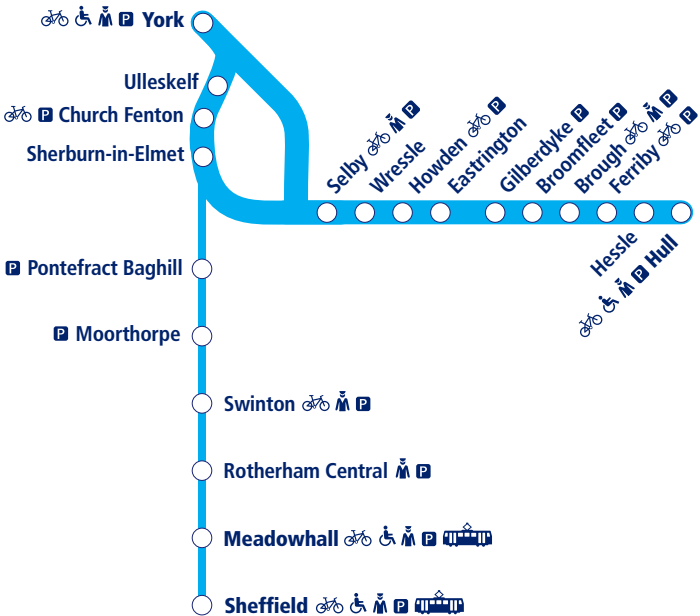 P York
Ulleskelf
P Church Fenton
Sherburn-in-Elmet
Selby P
Wressle
Howden P
Eastrington
Gilberdyke P
Broomfleet P
Brough P
Ferriby P
Hessle
P Hull
P Pontefract Baghill
P Moorthorpe
Swinton P
Rotherham Central P
Meadowhall P
Sheffield P